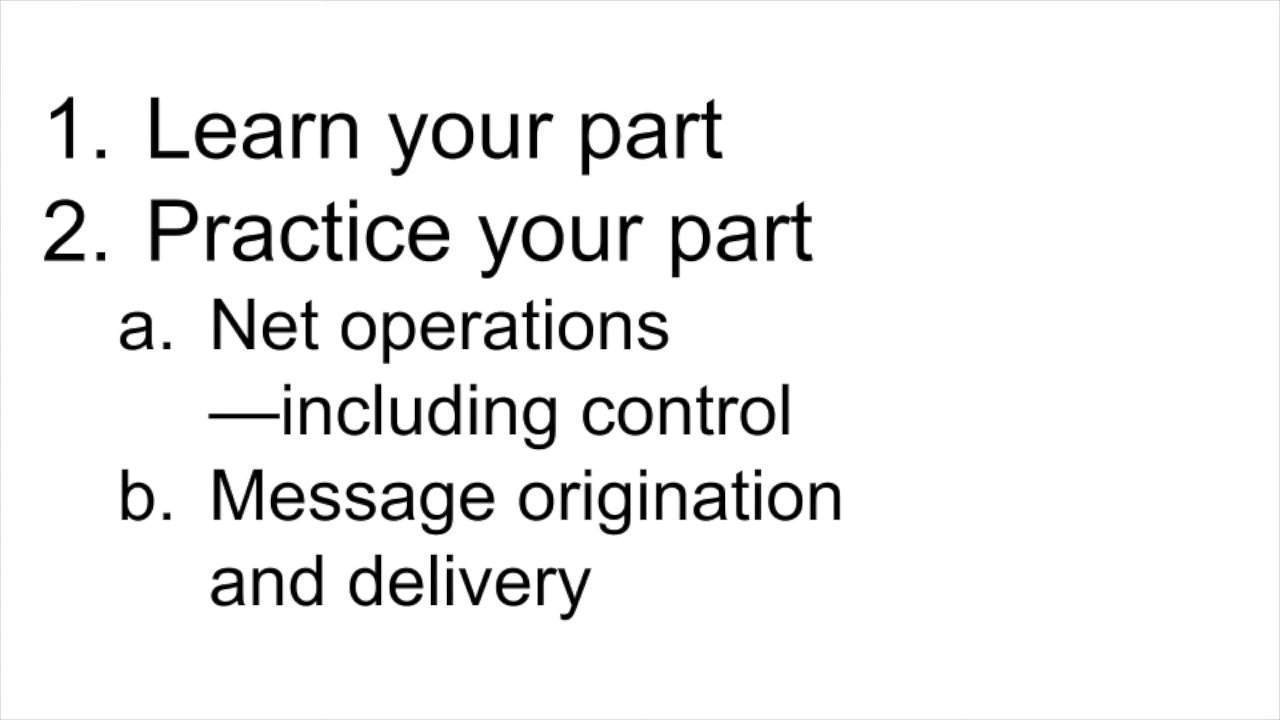 1. Learn your part
2. Practice your part
a. Net operations
—including control
b. Message origination
and delivery